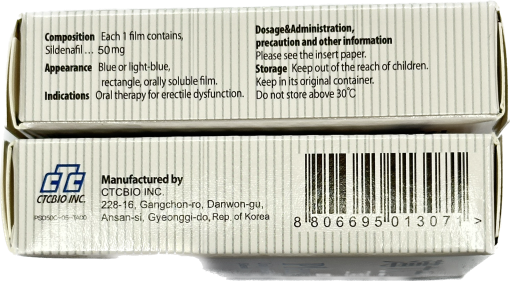 Composition Each 1 film contains,
Sildenafil ... 50mg
Appearance Blue or light-blue,
rectangle, orally soluble film.
Indications Oral therapy for erectile dysfunction.
Dosage&Administration,
precaution and other information
Please see the insert paper.
Storage Keep out of the reach of children.
Keep in its original container.
Do not store above 30℃
CTC
CTCBIO INC.
Manufactured by
CTCBIO INC.
228-16, Gangchon-ro, Danwon-gu,
Ansan-si, Gyeonggi-do, Rep. of Korea
8 806695 013071 >